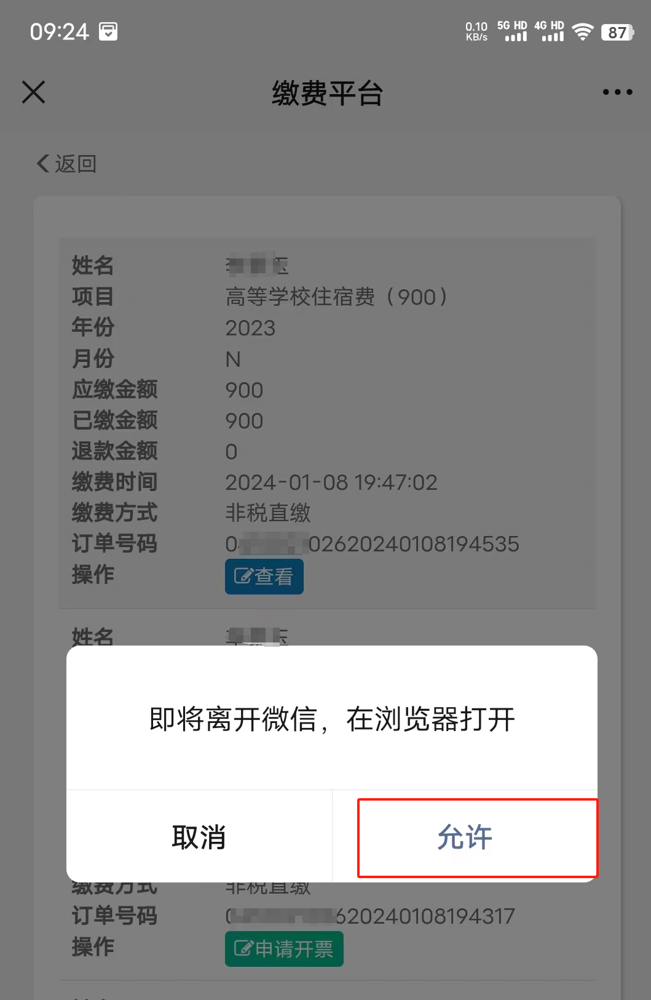 09:24 0.10 KB/s 5G HD 4G HD 87
缴费平台
返回
姓名
项目 高等学校住宿费（900）
年份 2023
月份 N
应缴金额 900
已缴金额 900
退款金额 0
缴费时间 2024-01-08 19:47:02
缴费方式 非税直缴
订单号码 0 02620240108194535
操作 查看
姓名
即将离开微信，在浏览器打开
取消 允许
缴费方式 非税直缴
订单号码 620240108194317
操作 申请开票